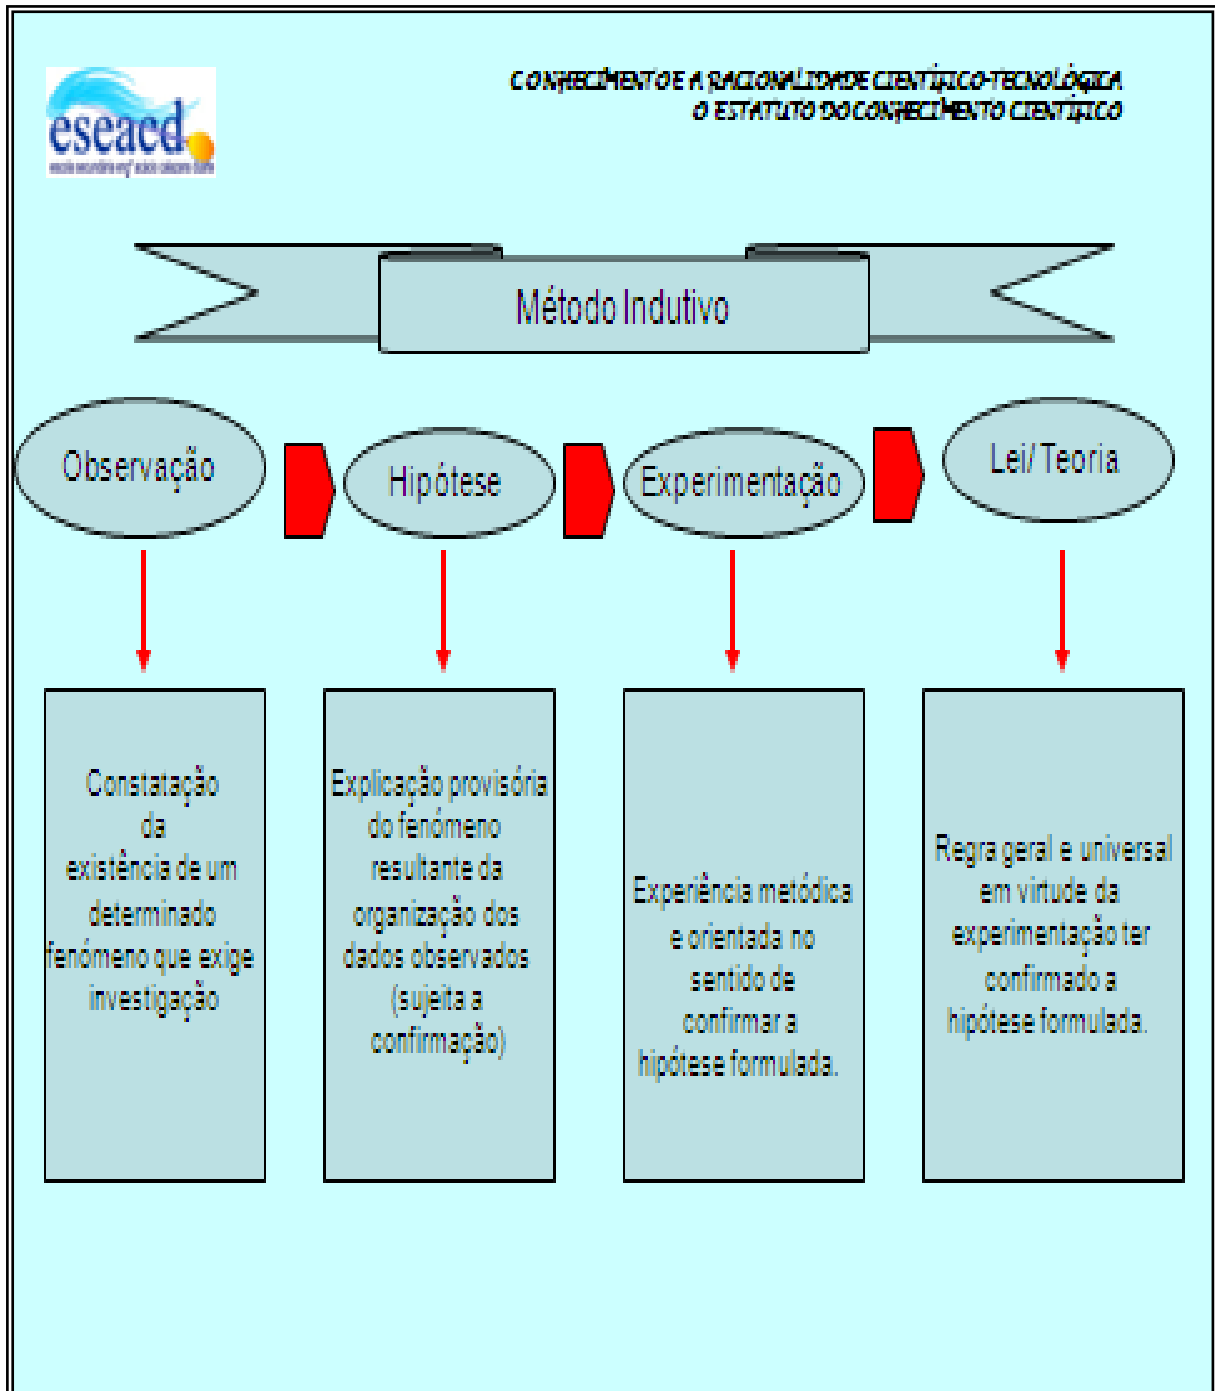 CONHECIMENTO E A RACIONALIDADE CIENTÍFICO-TECNOLÓGICA
O ESTATUTO DO CONHECIMENTO CIENTÍFICO
eseacd
escola secundária
Método Indutivo
Observação
Hipótese
Experimentação
Lei/ Teoria
Constatação
da
existência de um
determinado
fenómeno que exige
investigação
Explicação provisória
do fenómeno
resultante da
organização dos
dados observados
(sujeita a
confirmação)
Experiência metódica
e orientada no
sentido de
confirmar a
hipótese formulada.
Regra geral e universal
em virtude da
experimentação ter
confirmado a
hipótese formulada.